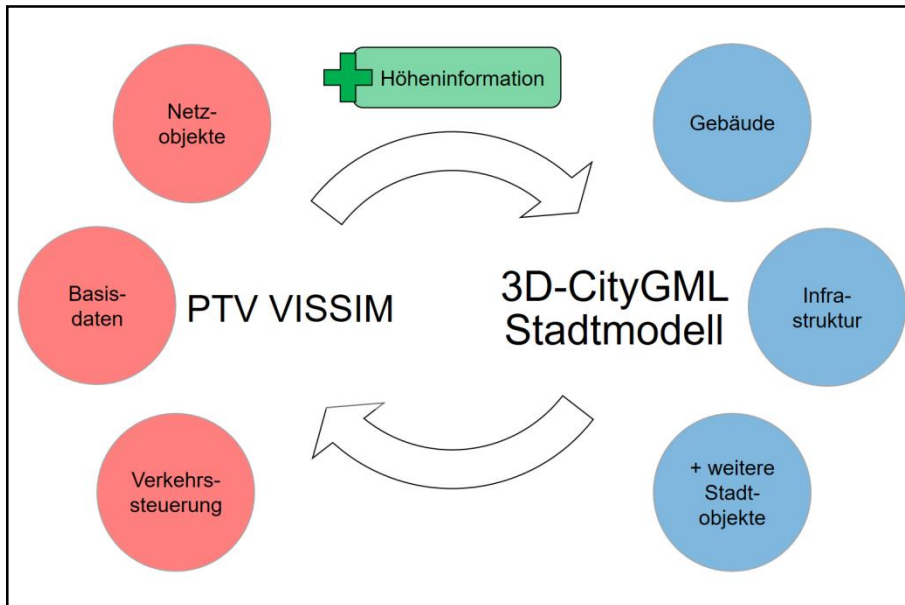 Höheninformation
Netz-
objekte
Gebäude
Basis-
daten
PTV VISSIM
3D-CityGML
Stadtmodell
Infra-
struktur
Verkehrs-
steuerung
+ weitere
Stadt-
objekte